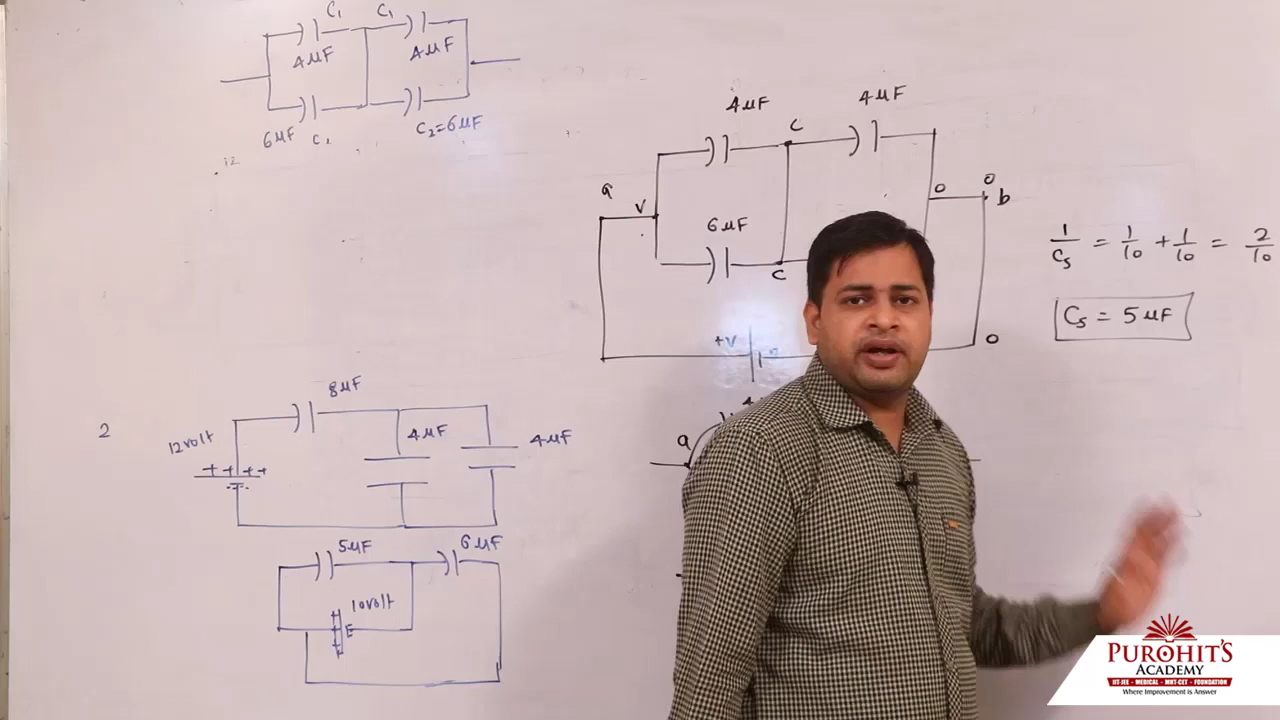 C₁ C₁
4μF 4μF
6μF C₂ C₂=6μF
4μF 4μF
C
a V 0 0 b
6μF
C
+V 0
a
1/Cs = 1/10 + 1/10 = 2/10
Cs = 5μF
2
12volt 8μF
4μF 4μF
+ + + +
5μF 6μF
10volt
PUROHIT'S
ACADEMY
IIT-JEE - MEDICAL - MHT-CET - FOUNDATION
Where Improvement is Answer